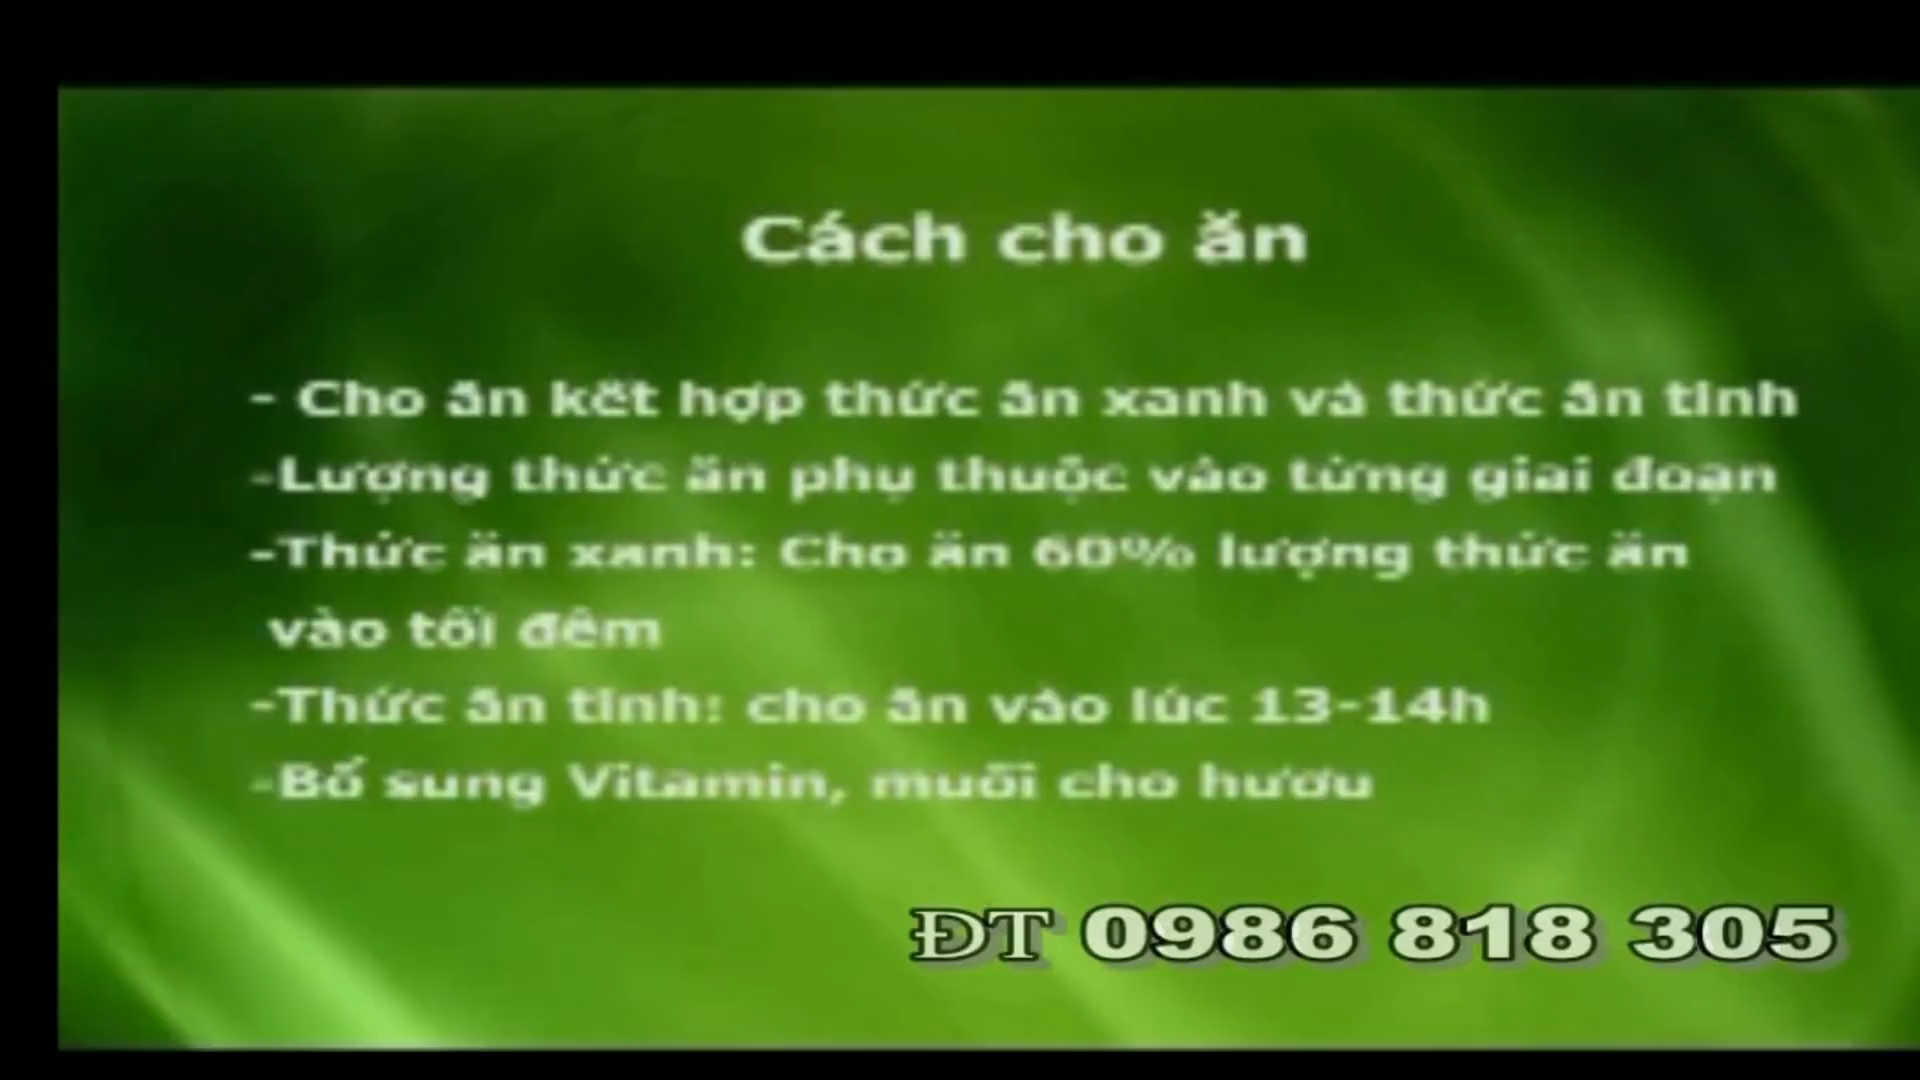 Cách cho ăn
- Cho ăn kết hợp thức ăn xanh và thức ăn tinh
-Lượng thức ăn phụ thuộc vào từng giai đoạn
-Thức ăn xanh: Cho ăn 60% lượng thức ăn
vào tối đêm
-Thức ăn tinh: cho ăn vào lúc 13-14h
-Bổ sung Vitamin, muối cho hươu
ĐT 0986 818 305